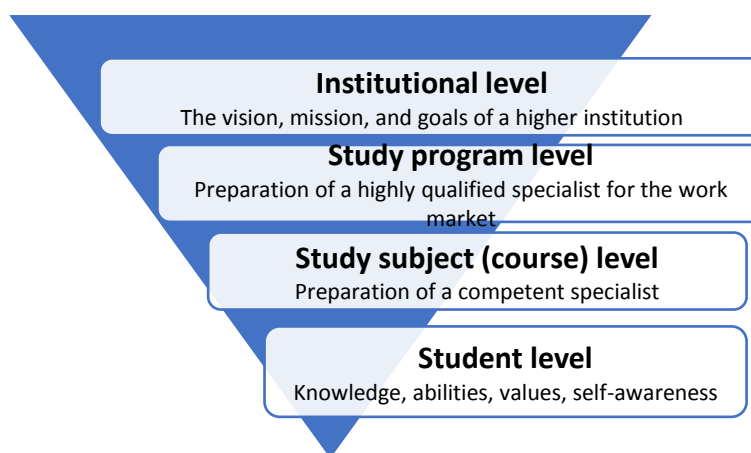 Institutional level
The vision, mission, and goals of a higher institution
Study program level
Preparation of a highly qualified specialist for the work
market
Study subject (course) level
Preparation of a competent specialist
Student level
Knowledge, abilities, values, self-awareness